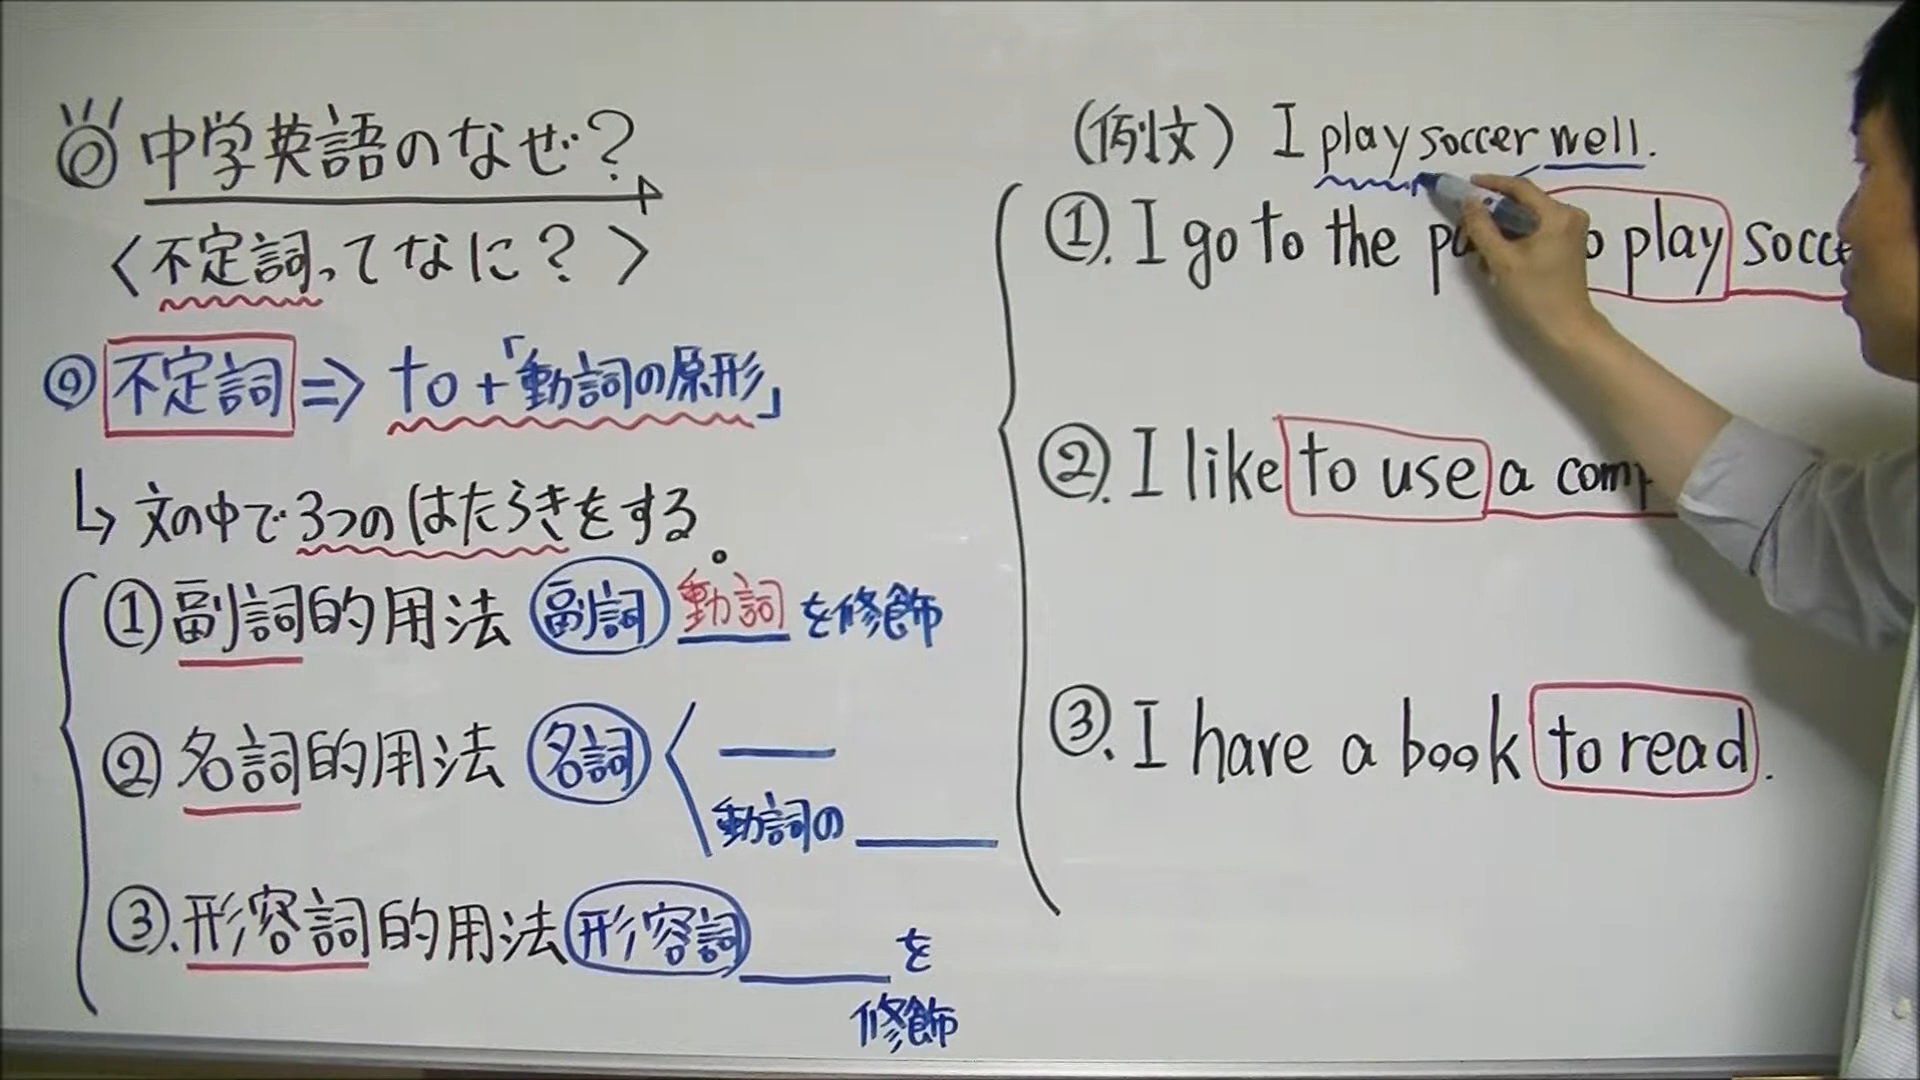 ◎中学英語のなぜ?
<不定詞ってなに?>
◎不定詞⇒to+「動詞の原形」
↳文の中で3つのはたらきをする。
①副詞的用法 副詞 動詞を修飾
②名詞的用法 名詞
動詞の
③.形容詞的用法 形容詞 を
修飾
(例文) I play soccer well.
①. I go to the play
②. I like to use a
③. I have a book to read.